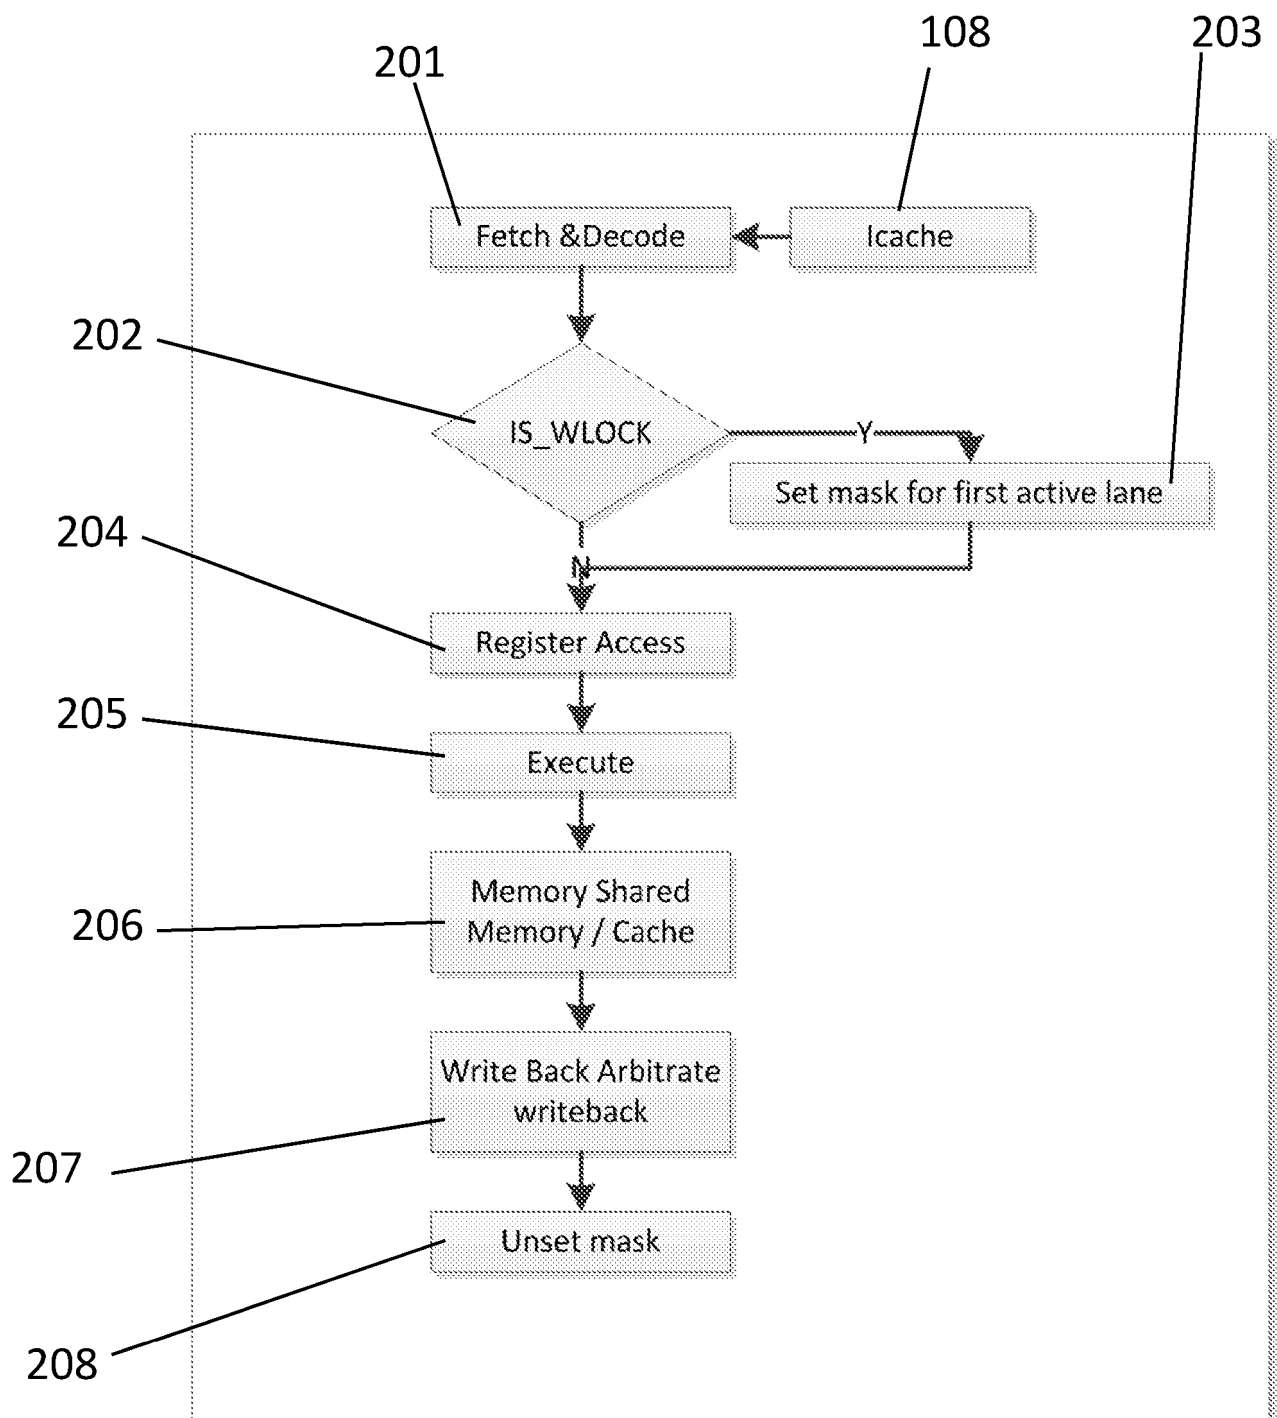 108
203
201
Fetch &Decode
Icache
202
IS_WLOCK
Y
Set mask for first active lane
204
N
Register Access
205
Execute
Memory Shared
Memory / Cache
206
Write Back Arbitrate
writeback
207
Unset mask
208